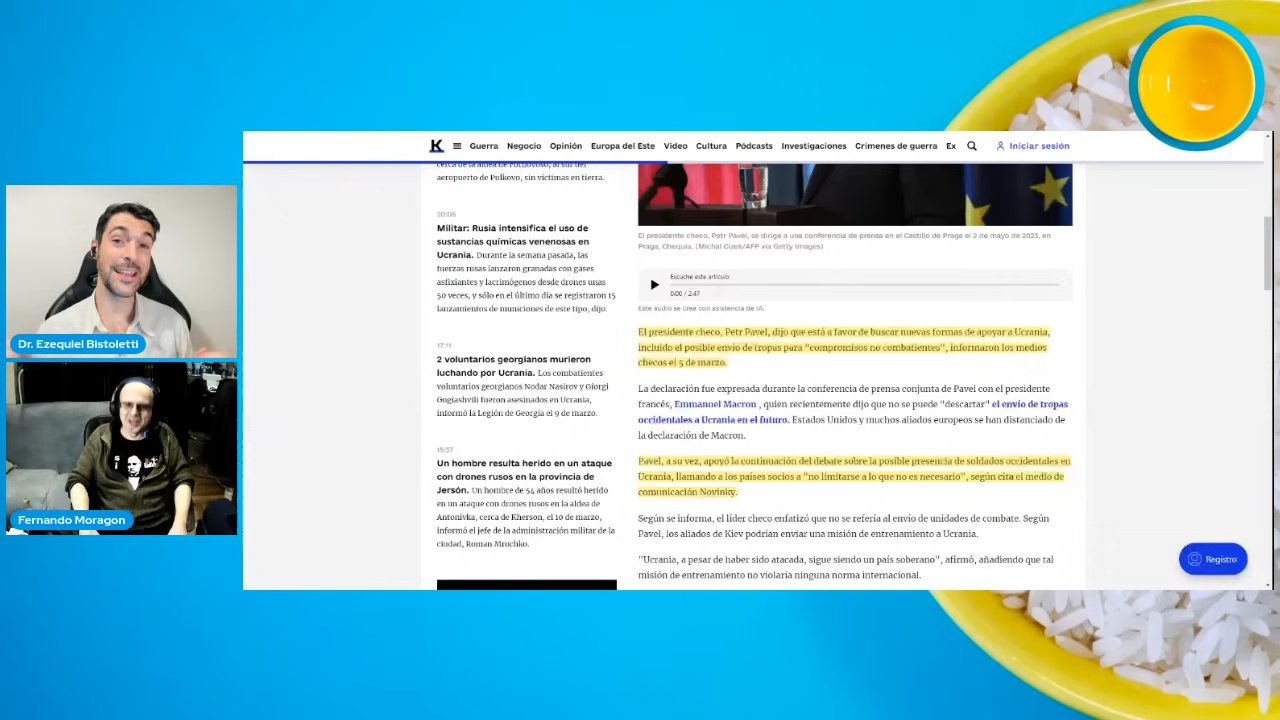 K Guerra Negocio Opinión Europa del Este Video Cultura Pódcasts Investigaciones Crímenes de guerra Ex Iniciar sesión
aeropuerto de Pulkovo, sin víctimas en tierra.
20:06
Militar: Rusia intensifica el uso de
sustancias químicas venenosas en
Ucrania. Durante la semana pasada, las
fuerzas rusas lanzaron granadas con gases
asfixiantes y lacrimógenos desde drones unas
50 veces, y sólo en el último día se registraron 15
lanzamientos de municiones de este tipo, dijo.
17:11
2 voluntarios georgianos murieron
luchando por Ucrania. Los combatientes
voluntarios georgianos Nodar Nasirov y Giorgi
Gogiashvili fueron asesinados en Ucrania,
informó la Legión de Georgia el 9 de marzo.
15:37
Un hombre resulta herido en un ataque
con drones rusos en la provincia de
Jersón. Un hombre de 54 años resultó herido
en un ataque con drones rusos en la aldea de
Antonivka, cerca de Kherson, el 10 de marzo,
informó el jefe de la administración militar de la
ciudad, Roman Mrochko.
El presidente checo, Petr Pavel, se dirige a una conferencia de prensa en el Castillo de Praga el 2 de mayo de 2023, en
Praga, Chequia. (Michal Cizek/AFP vía Getty Images)
Escuche este artículo
0:00 / 2:47
Este audio se crea con asistencia de IA.
El presidente checo, Petr Pavel, dijo que está a favor de buscar nuevas formas de apoyar a Ucrania,
incluido el posible envío de tropas para "compromisos no combatientes", informaron los medios
checos el 5 de marzo.
La declaración fue expresada durante la conferencia de prensa conjunta de Pavel con el presidente
francés, Emmanuel Macron , quien recientemente dijo que no se puede "descartar" el envío de tropas
occidentales a Ucrania en el futuro. Estados Unidos y muchos aliados europeos se han distanciado de
la declaración de Macron.
Pavel, a su vez, apoyó la continuación del debate sobre la posible presencia de soldados occidentales en
Ucrania, llamando a los países socios a "no limitarse a lo que no es necesario", según cita el medio de
comunicación Novinky.
Según se informa, el líder checo enfatizó que no se refería al envío de unidades de combate. Según
Pavel, los aliados de Kiev podrían enviar una misión de entrenamiento a Ucrania.
"Ucrania, a pesar de haber sido atacada, sigue siendo un país soberano", afirmó, añadiendo que tal
misión de entrenamiento no violaría ninguna norma internacional.
Registro
Dr. Ezequiel Bistoletti
Fernando Moragon